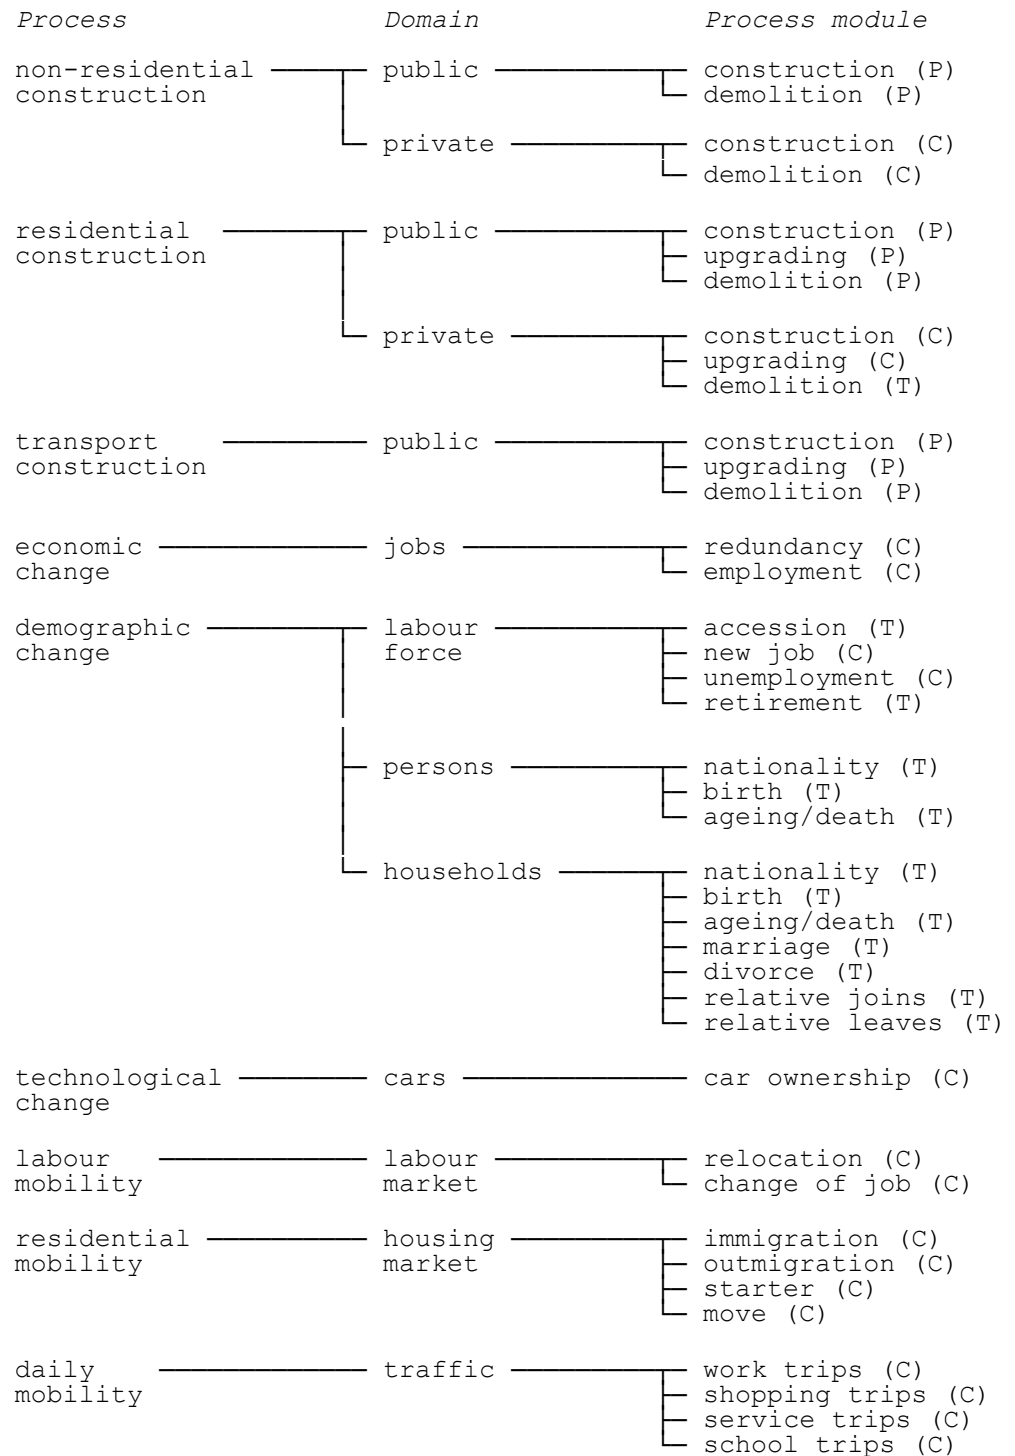 Process Domain Process module
non-residential public construction (P)
construction demolition (P)
private construction (C)
demolition (C)
residential public construction (P)
construction upgrading (P)
demolition (P)
private construction (C)
upgrading (C)
demolition (T)
transport public construction (P)
construction upgrading (P)
demolition (P)
economic jobs redundancy (C)
change employment (C)
demographic labour accession (T)
change force new job (C)
unemployment (C)
retirement (T)
persons nationality (T)
birth (T)
ageing/death (T)
households nationality (T)
birth (T)
ageing/death (T)
marriage (T)
divorce (T)
relative joins (T)
relative leaves (T)
technological cars car ownership (C)
change
labour labour relocation (C)
mobility market change of job (C)
residential housing immigration (C)
mobility market outmigration (C)
starter (C)
move (C)
daily traffic work trips (C)
mobility shopping trips (C)
service trips (C)
school trips (C)